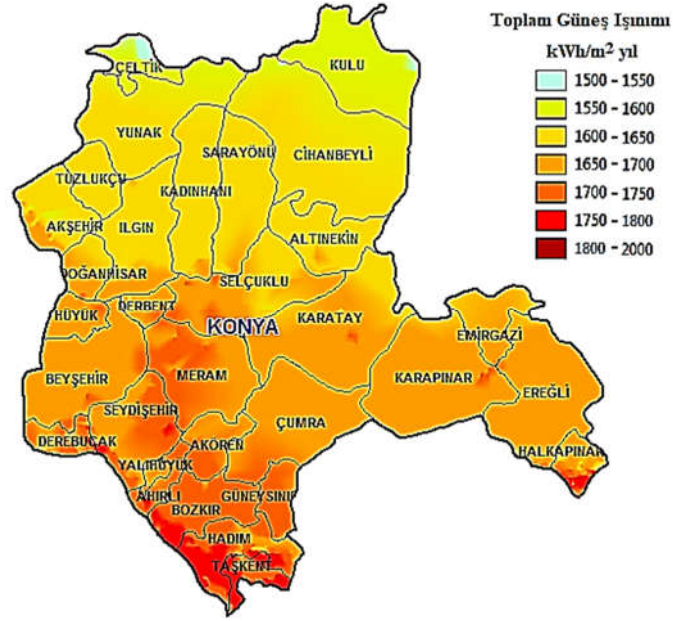 Toplam Güneş Işınımı
kWh/m² yıl
1500 - 1550
1550 - 1600
1600 - 1650
1650 - 1700
1700 - 1750
1750 - 1800
1800 - 2000
ÇELTİK
KULU
YUNAK
SARAYÖNÜ
CİHANBEYLİ
TUZLUKÇU
KADINHANI
AKŞEHİR
ILGIN
ALTINEKİN
DOĞANHİSAR
SELÇUKLU
HÜYÜK
DERBENT
KONYA
KARATAY
EMİRGAZİ
BEYŞEHİR
MERAM
KARAPINAR
EREĞLİ
SEYDİŞEHİR
ÇUMRA
DEREBUCAK
AKÖREN
HALKAPINAR
YALIHÜYÜK
AHIRLI
GÜNEYSINIR
BOZKIR
HADIM
TAŞKENT